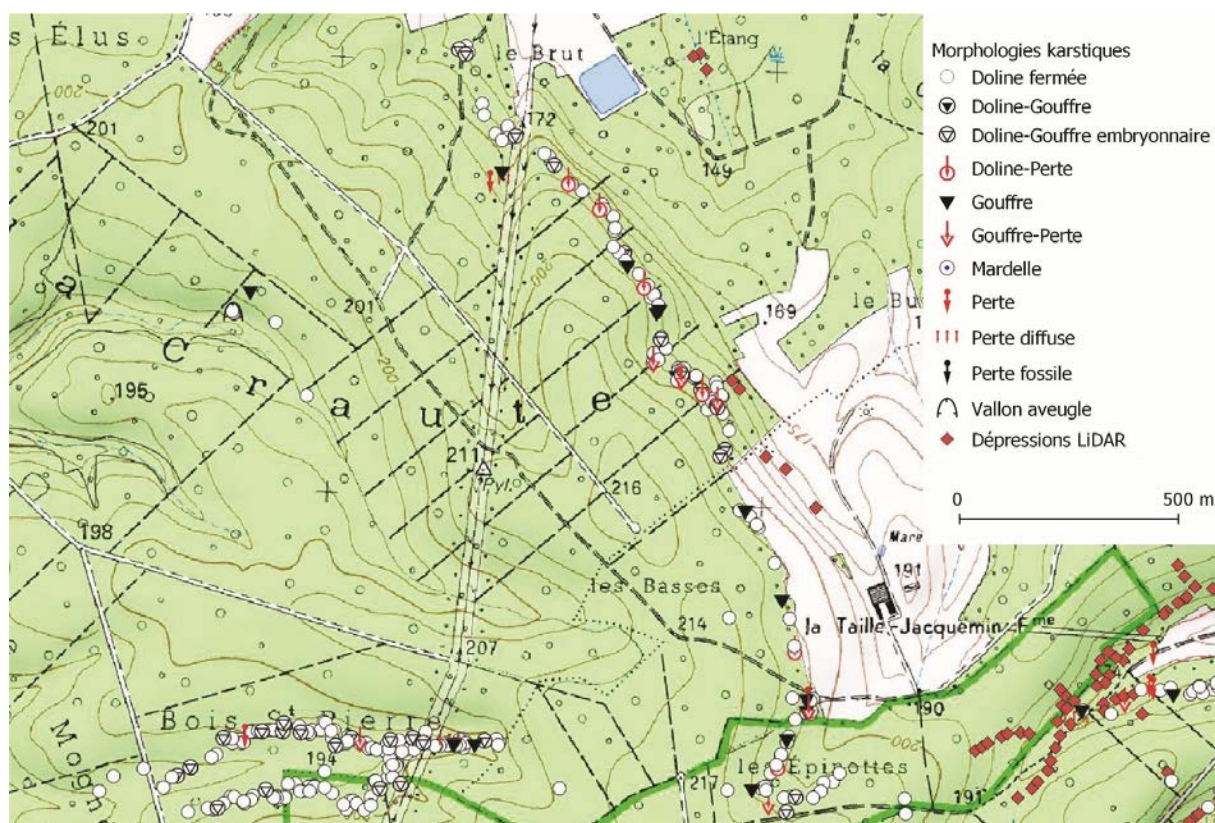 s Élus
le Brut
l'Étang
172
201
149
200
200
201
169
le Bu
a
C
r
a
u
t
e
195
175
211
Pyl.
216
198
Mare
191
les Basses
214
la Taille-Jacquemin-Fme
207
190
Bois St Pierre
200
194
les Épinottes
217
191
Morphologies karstiques
Doline fermée
Doline-Gouffre
Doline-Gouffre embryonnaire
Doline-Perte
Gouffre
Gouffre-Perte
Mardelle
Perte
Perte diffuse
Perte fossile
Vallon aveugle
Dépressions LiDAR
0 500 m